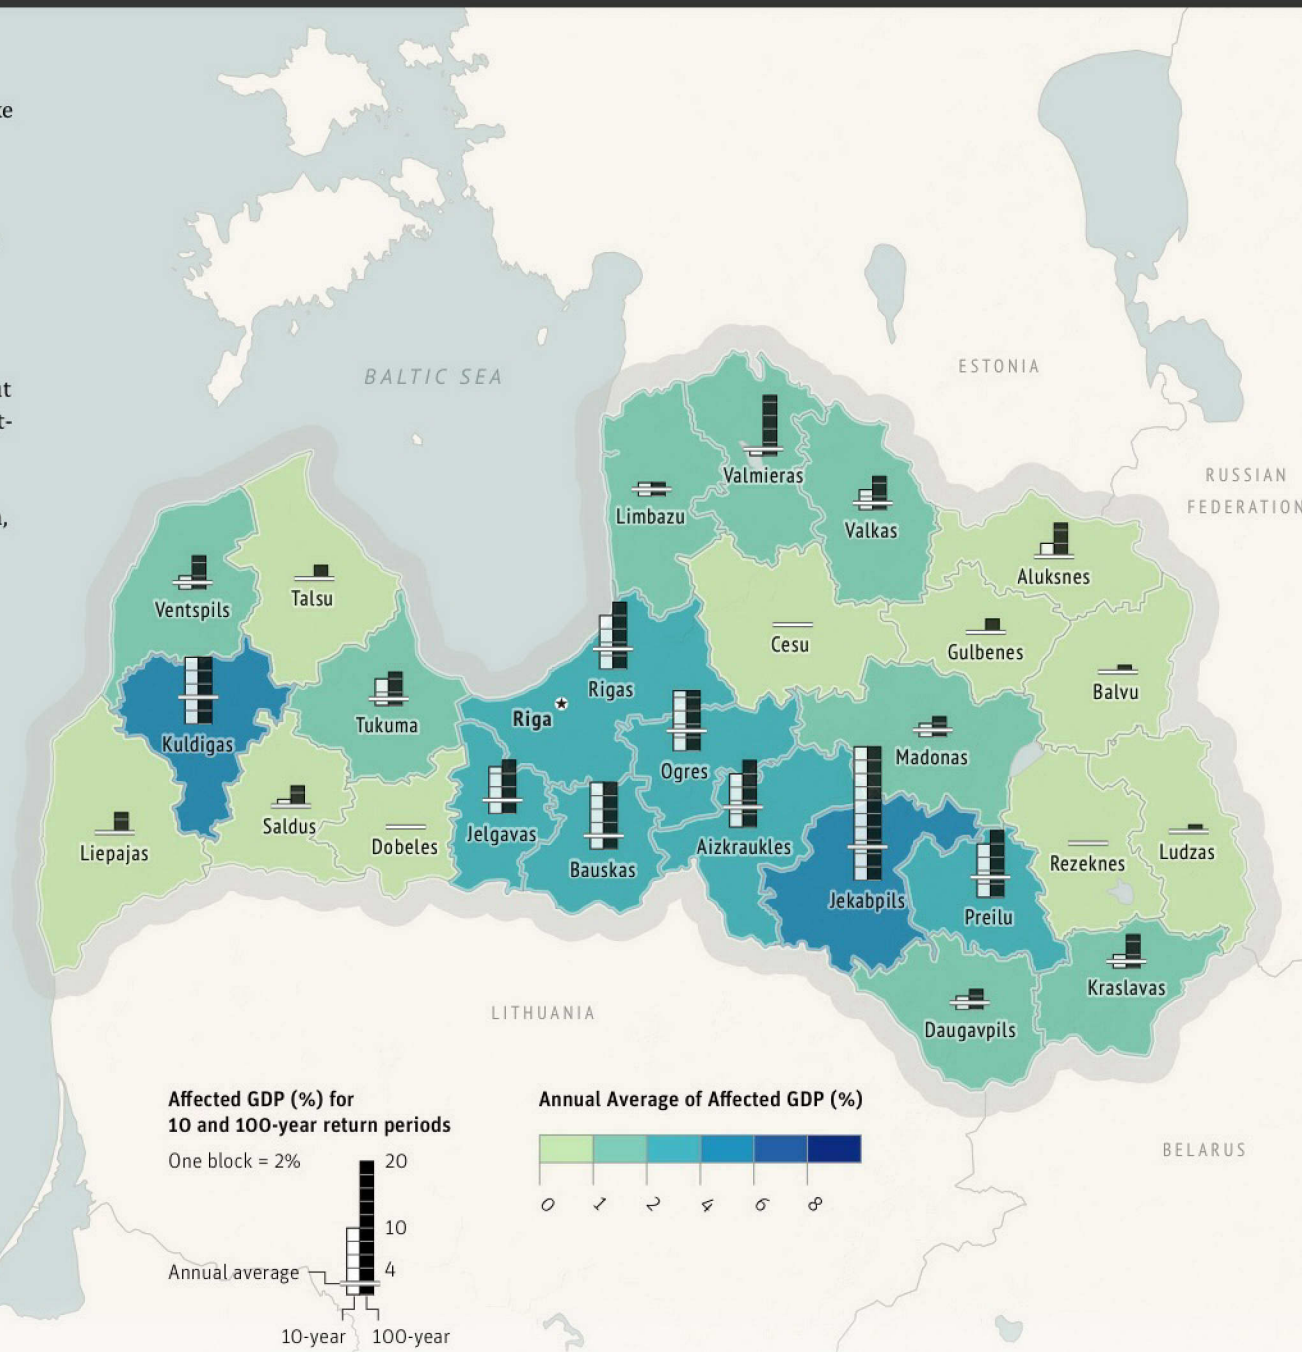 BALTIC SEA
ESTONIA
RUSSIAN
FEDERATION
Valmieras
Limbazu
Valkas
Aluksnes
Ventspils
Talsu
Cesu
Gulbenes
Balvu
Rigas
Riga
Kuldigas
Tukuma
Madonas
Ogres
Liepajas
Saldus
Dobeles
Jelgavas
Bauskas
Aizkraukles
Jekabpils
Preilu
Rezeknes
Ludzas
Kraslavas
Daugavpils
LITHUANIA
BELARUS
Affected GDP (%) for
10 and 100-year return periods
One block = 2%
20
10
4
Annual average
10-year 100-year
Annual Average of Affected GDP (%)
0 1 2 4 6 8